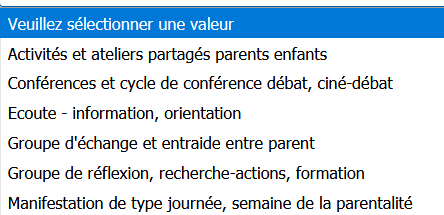 Veuillez sélectionner une valeur
Activités et ateliers partagés parents enfants
Conférences et cycle de conférence débat, ciné-débat
Ecoute - information, orientation
Groupe d'échange et entraide entre parent
Groupe de réflexion, recherche-actions, formation
Manifestation de type journée, semaine de la parentalité